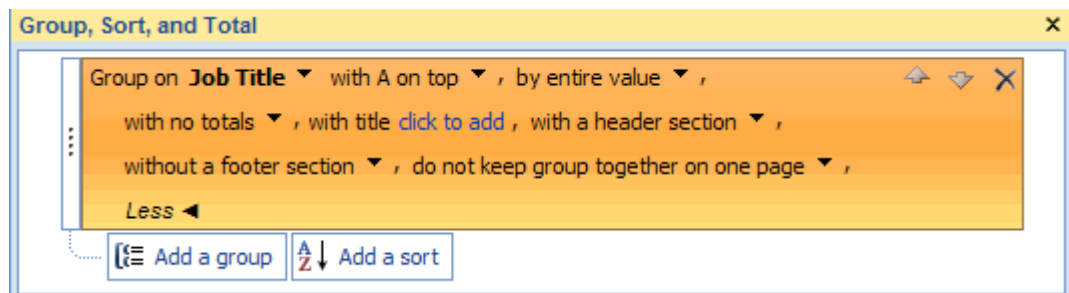 Group, Sort, and Total
Group on Job Title with A on top , by entire value ,
with no totals , with title click to add , with a header section ,
without a footer section , do not keep group together on one page ,
Less
Add a group
A
Z
Add a sort